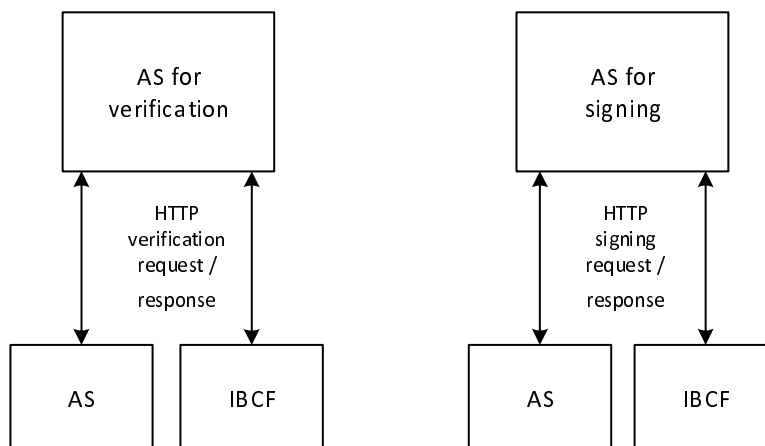 AS for
verification
AS for
signing
HTTP
verification
request /
response
HTTP
signing
request /
response
AS
IBCF
AS
IBCF